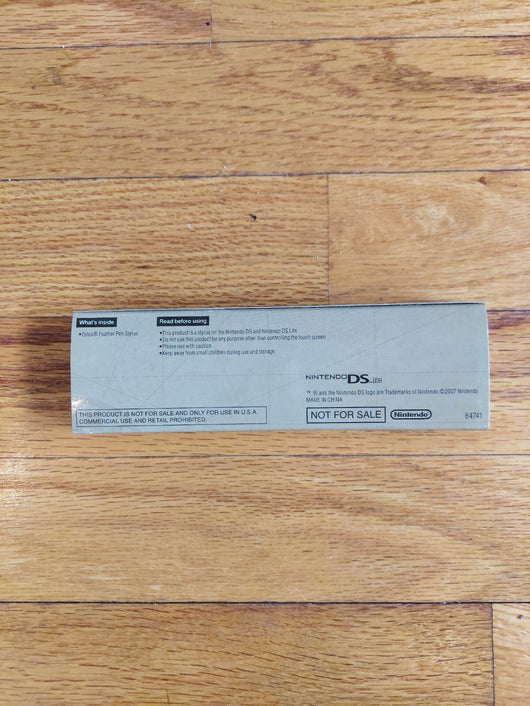 What's inside
•Zelda® Feather Pen Stylus
Read before using
•This product is a stylus for the Nintendo DS and Nintendo DS Lite.
•Do not use this product for any purpose other than controlling the touch screen.
•Please use with caution.
•Keep away from small children during use and storage.
NINTENDO DS Lite
™, ® and the Nintendo DS logo are Trademarks of Nintendo. ©2007 Nintendo
MADE IN CHINA
THIS PRODUCT IS NOT FOR SALE AND ONLY FOR USE IN U.S.A.
COMMERCIAL USE AND RETAIL PROHIBITED.
NOT FOR SALE
Nintendo
64741